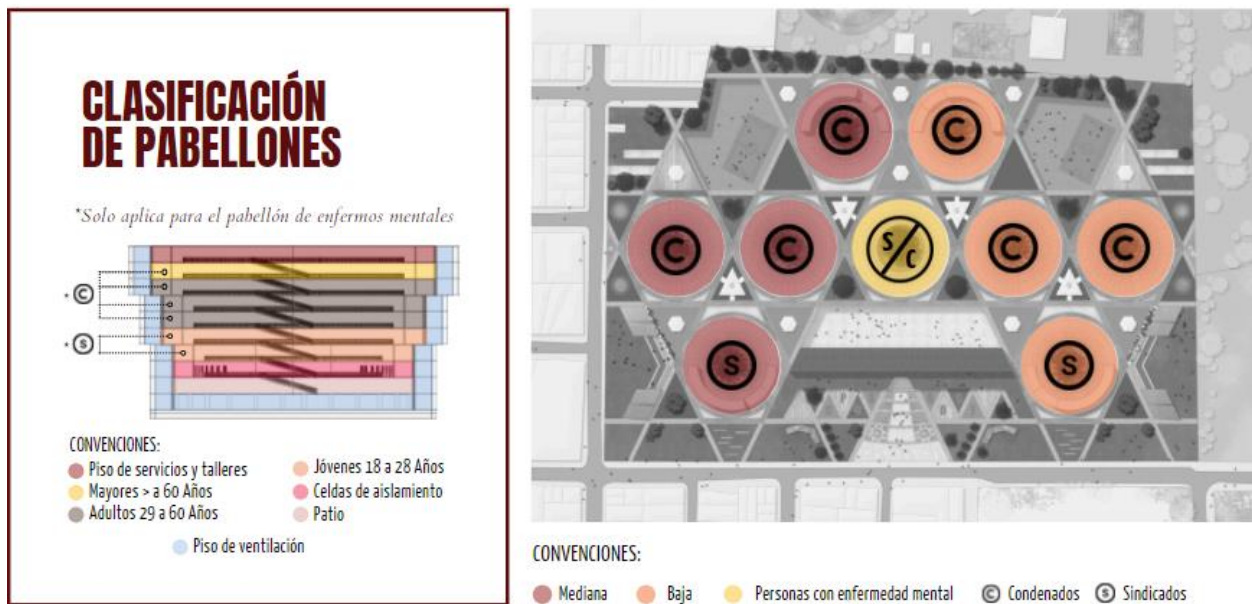 CLASIFICACIÓN
DE PABELLONES
*Solo aplica para el pabellón de enfermos mentales
* C
* S
CONVENCIONES:
Piso de servicios y talleres
Mayores > a 60 Años
Adultos 29 a 60 Años
Jóvenes 18 a 28 Años
Celdas de aislamiento
Patio
Piso de ventilación
C C
C C S/C C C
S S
CONVENCIONES:
Mediana Baja Personas con enfermedad mental C Condenados S Sindicados